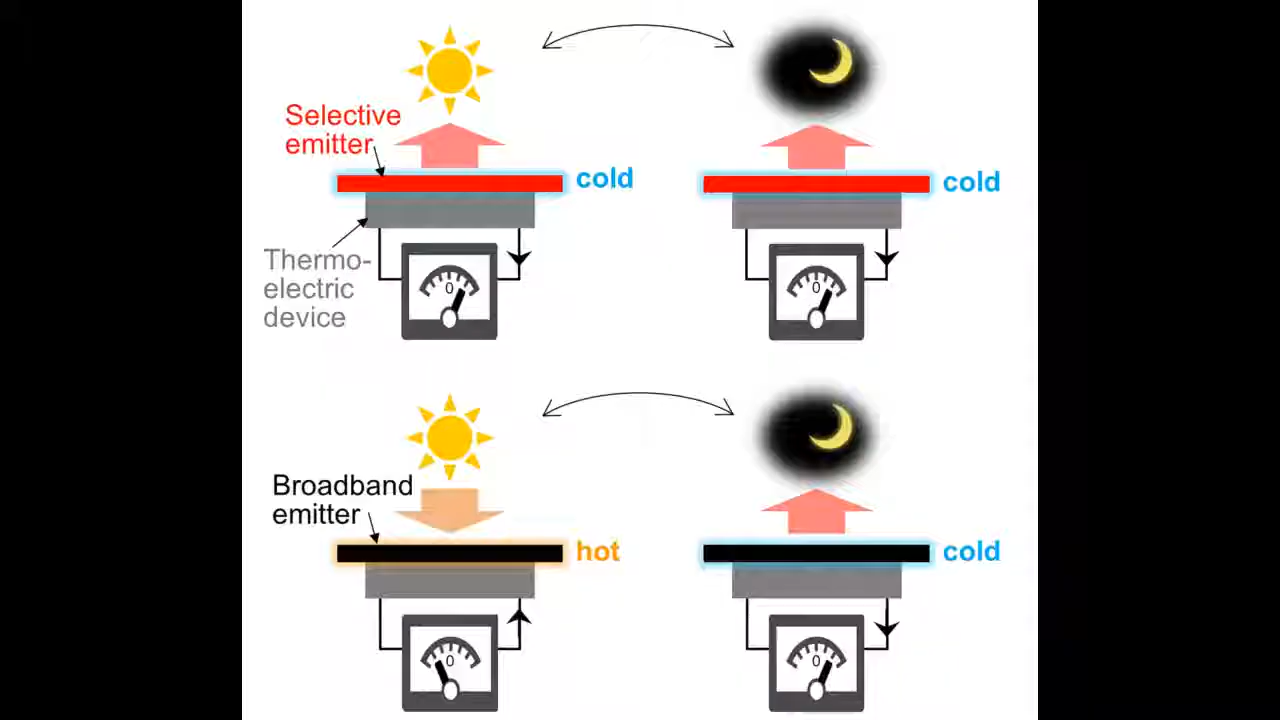 Selective
emitter
cold
cold
Thermo-
electric
device
0
0
Broadband
emitter
hot
cold
0
0